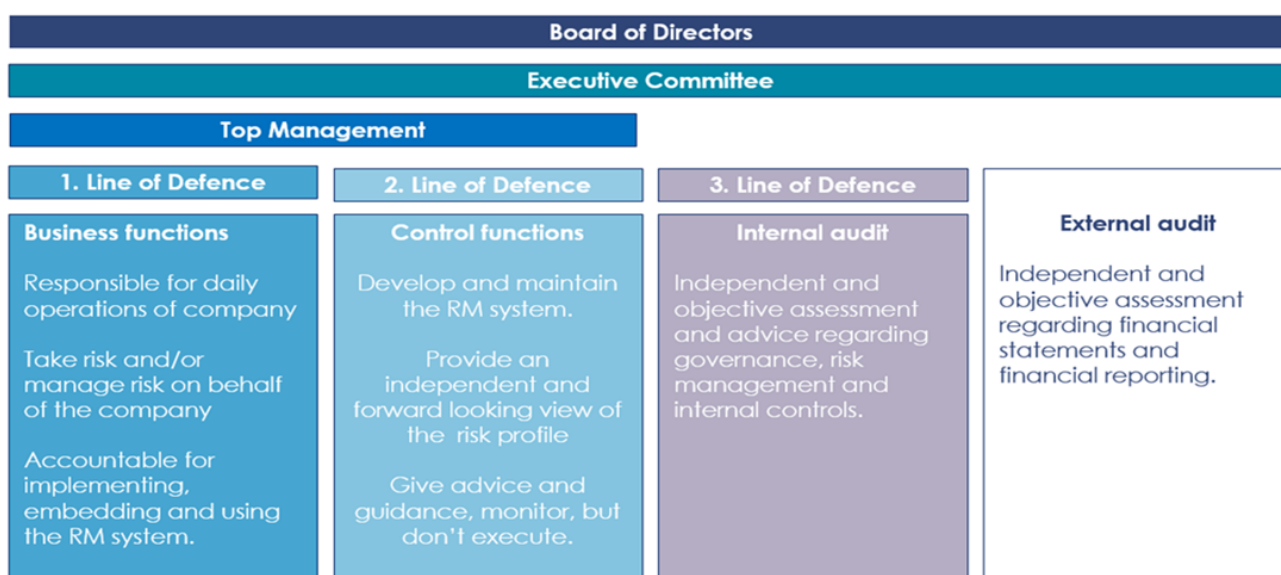 Board of Directors
Executive Committee
Top Management
1. Line of Defence
2. Line of Defence
3. Line of Defence
Business functions
Responsible for daily
operations of company
Take risk and/or
manage risk on behalf
of the company
Accountable for
implementing,
embedding and using
the RM system.
Control functions
Develop and maintain
the RM system.
Provide an
independent and
forward looking view of
the risk profile
Give advice and
guidance, monitor, but
don't execute.
Internal audit
Independent and
objective assessment
and advice regarding
governance, risk
management and
internal controls.
External audit
Independent and
objective assessment
regarding financial
statements and
financial reporting.